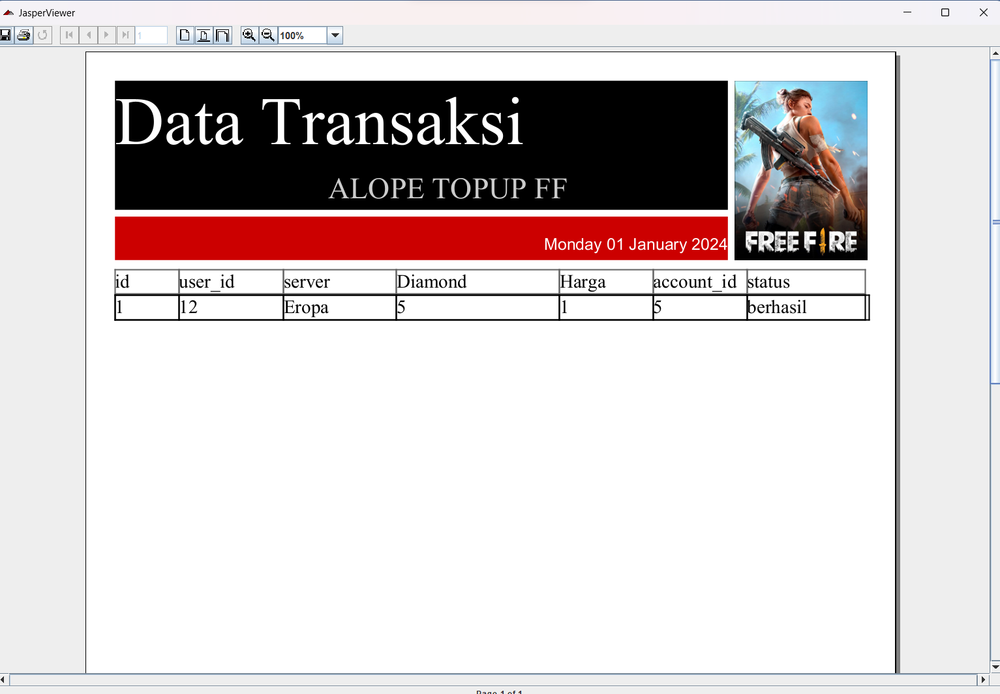 JasperViewer
1
100%
Data Transaksi
ALOPE TOPUP FF
Monday 01 January 2024
FREE FIRE
id user_id server Diamond Harga account_id status
1 12 Eropa 5 1 5 berhasil
Page 1 of 1